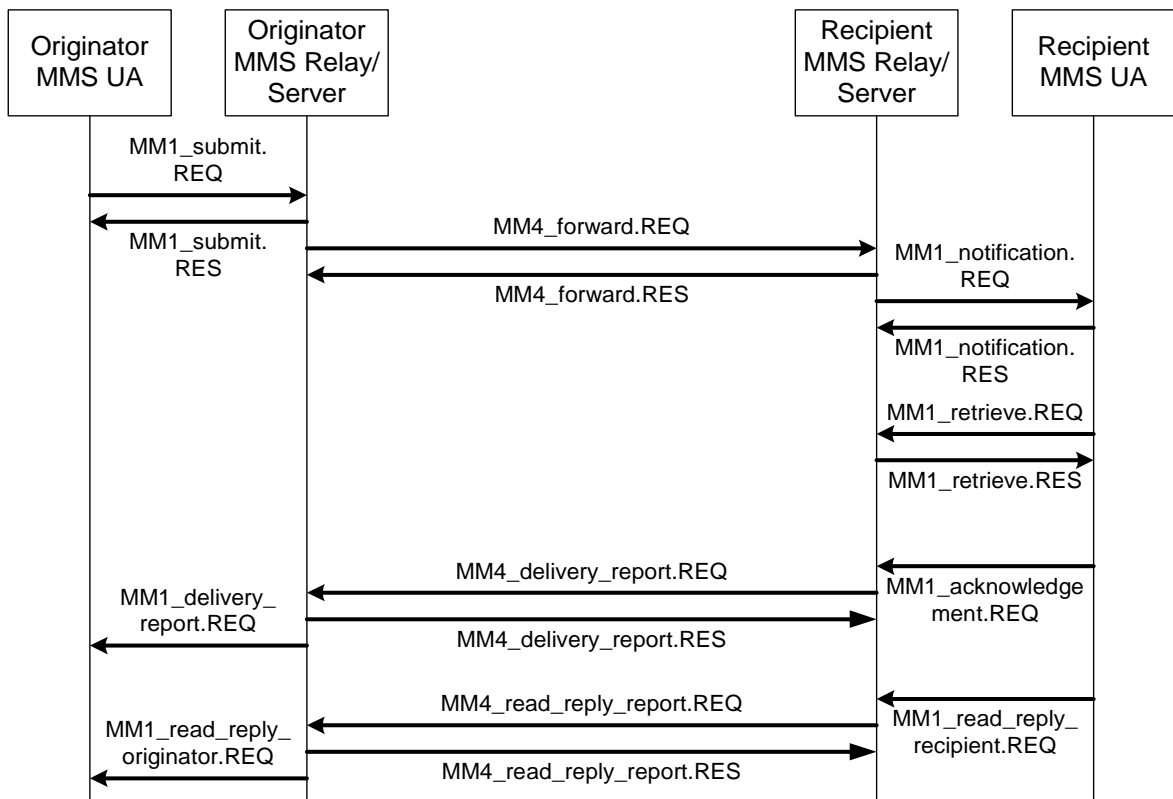 Originator
MMS UA
Originator
MMS Relay/
Server
Recipient
MMS Relay/
Server
Recipient
MMS UA
MM1_submit.
REQ
MM1_submit.
RES
MM4_forward.REQ
MM4_forward.RES
MM1_notification.
REQ
MM1_notification.
RES
MM1_retrieve.REQ
MM1_retrieve.RES
MM1_acknowledge
ment.REQ
MM4_delivery_report.REQ
MM1_delivery_
report.REQ
MM4_delivery_report.RES
MM4_read_reply_report.REQ
MM1_read_reply_
recipient.REQ
MM1_read_reply_
originator.REQ
MM4_read_reply_report.RES